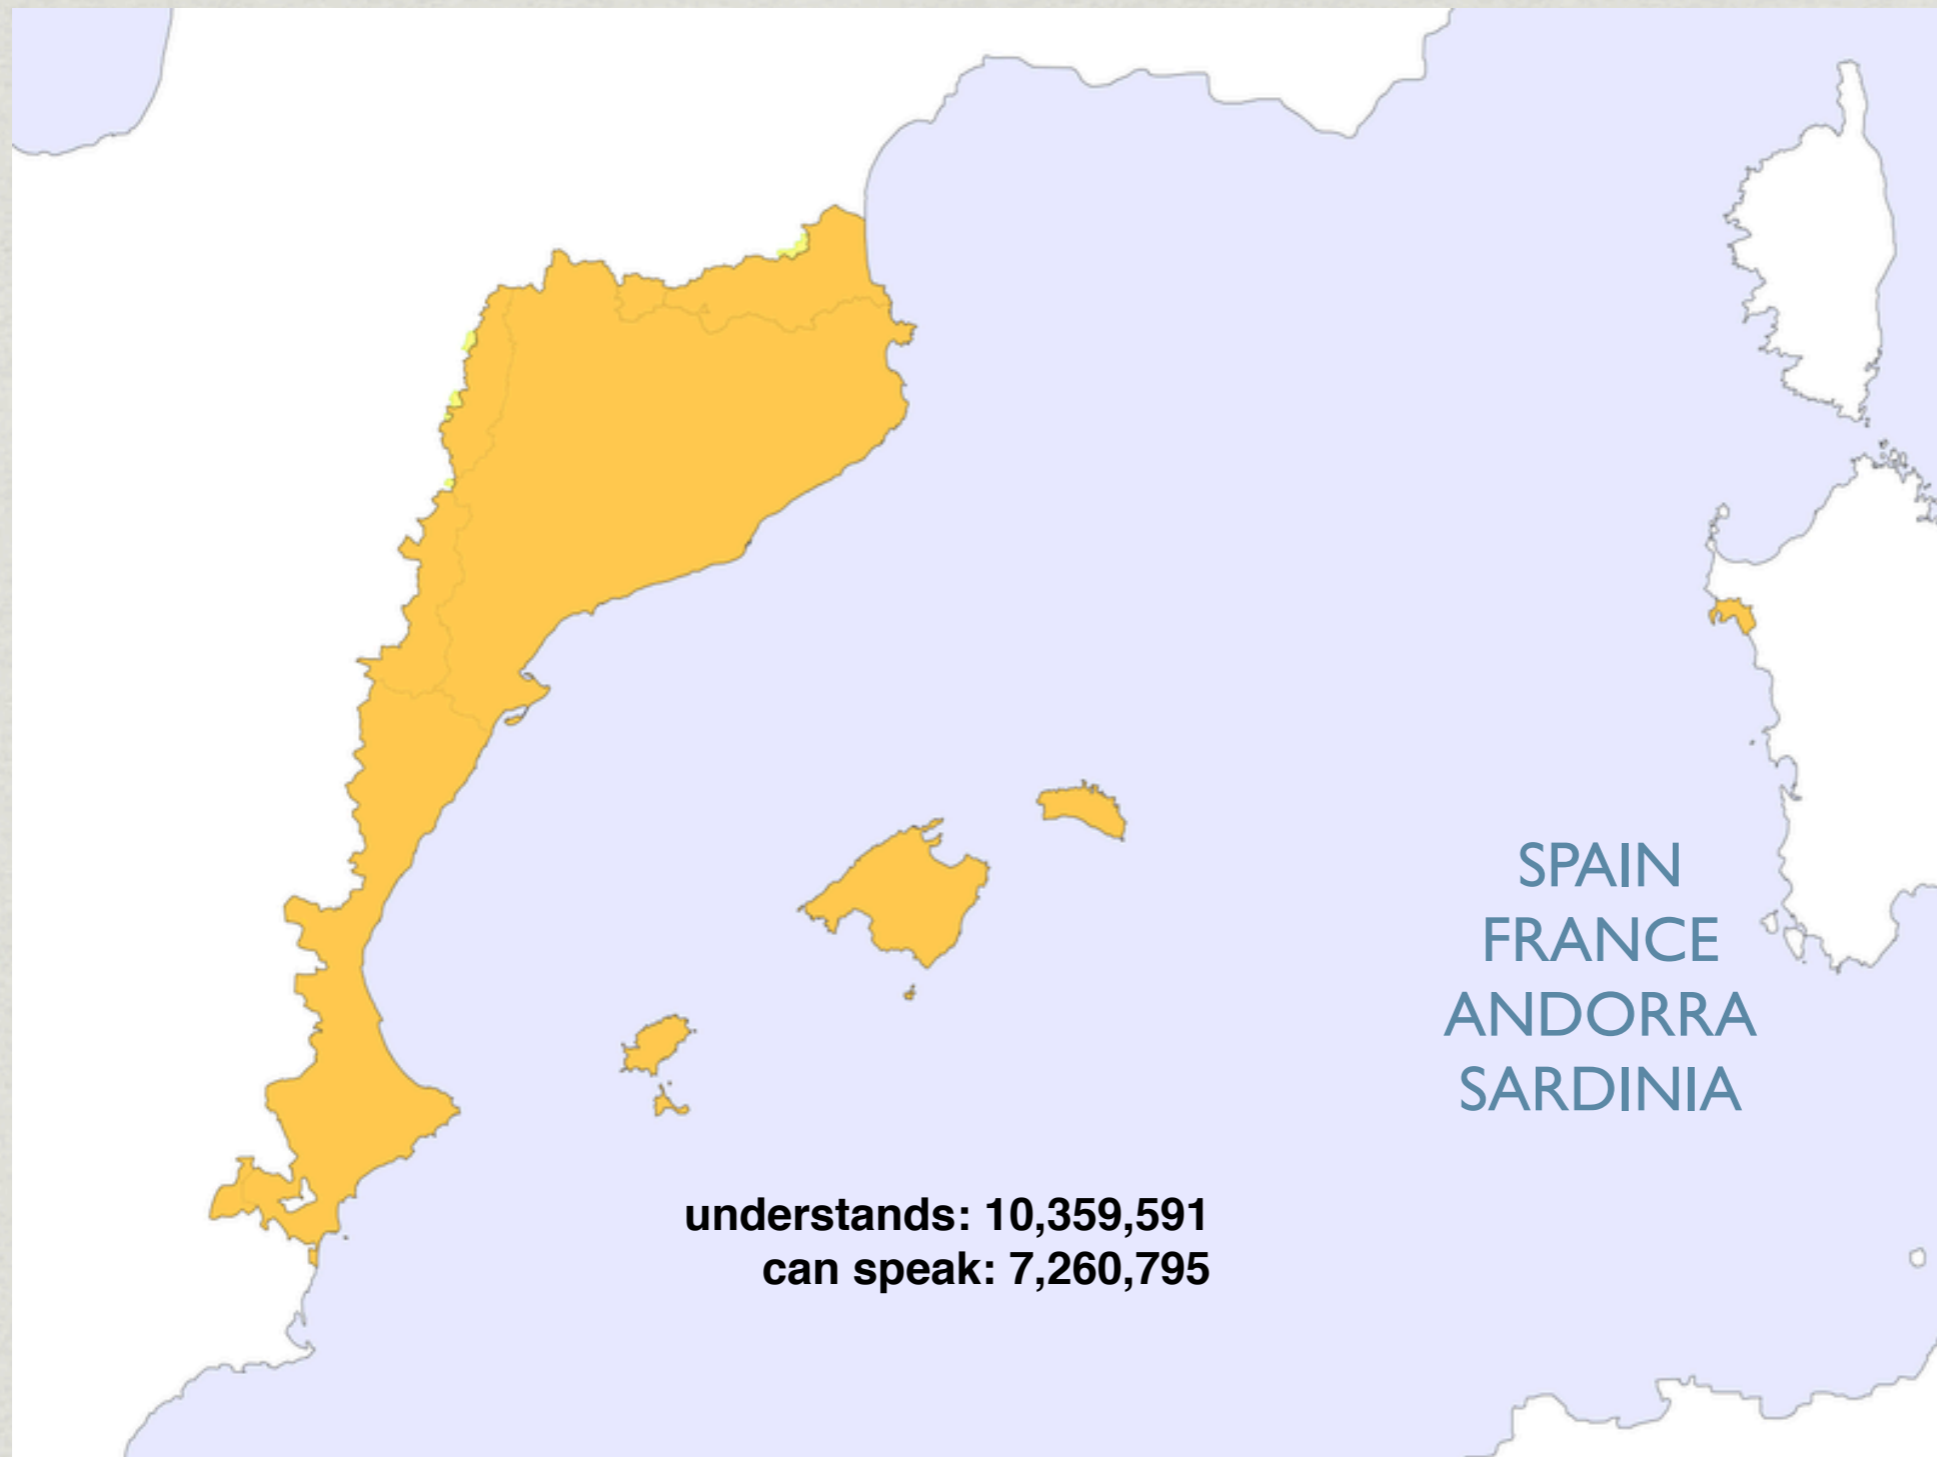 SPAIN
FRANCE
ANDORRA
SARDINIA
understands: 10,359,591
can speak: 7,260,795